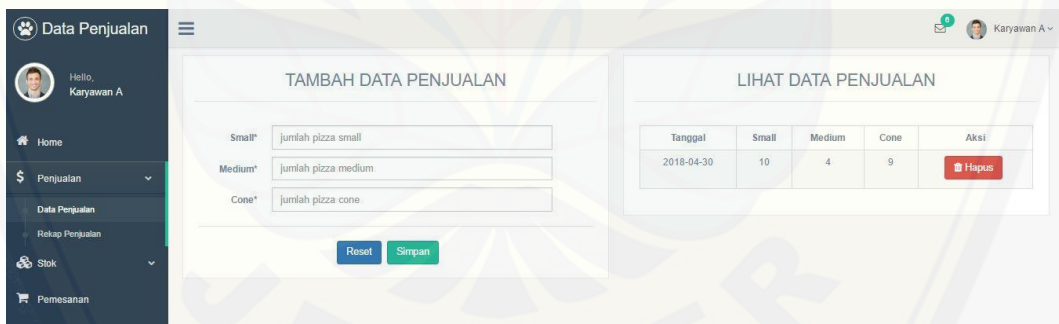 Data Penjualan
0
Karyawan A
Hello,
Karyawan A
Home
$ Penjualan
Data Penjualan
Rekap Penjualan
Stok
Pemesanan
TAMBAH DATA PENJUALAN
Small* jumlah pizza small
Medium* jumlah pizza medium
Cone* jumlah pizza cone
Reset Simpan
LIHAT DATA PENJUALAN
Tanggal Small Medium Cone Aksi
2018-04-30 10 4 9 Hapus